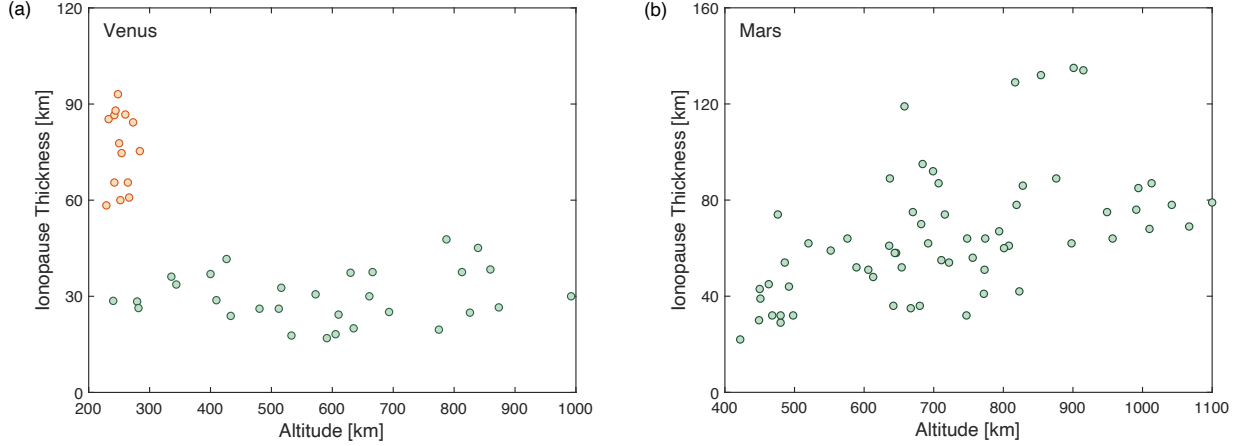 (a)
Venus
120
90
60
30
0
Ionopause Thickness [km]
200 300 400 500 600 700 800 900 1000
Altitude [km]
(b)
Mars
160
120
80
40
0
Ionopause Thickness [km]
400 500 600 700 800 900 1000 1100
Altitude [km]